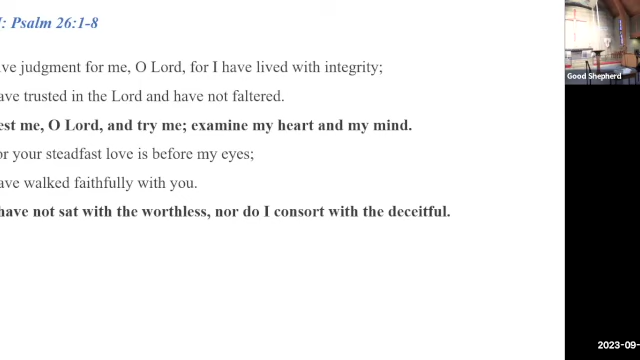 : Psalm 26:1-8
ve judgment for me, O Lord, for I have lived with integrity;
ave trusted in the Lord and have not faltered.
est me, O Lord, and try me; examine my heart and my mind.
or your steadfast love is before my eyes;
ave walked faithfully with you.
have not sat with the worthless, nor do I consort with the deceitful.
Good Shepherd
2023-09-